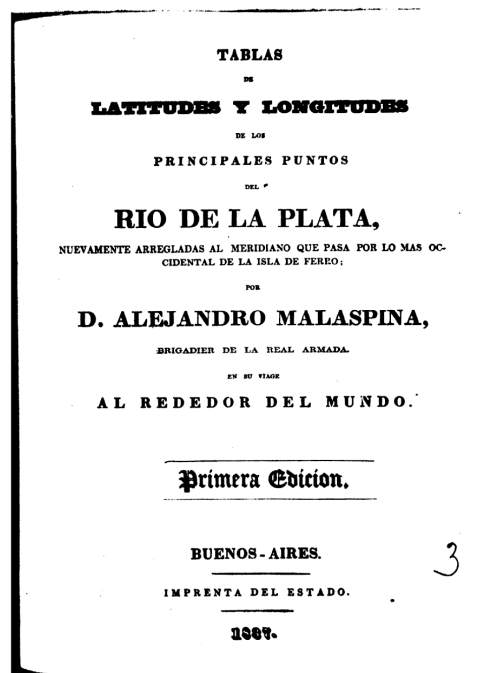 TABLAS
DE
LATITUDES Y LONGITUDES
DE LOS
PRINCIPALES PUNTOS
DEL
RIO DE LA PLATA,
NUEVAMENTE ARREGLADAS AL MERIDIANO QUE PASA POR LO MAS OC-
CIDENTAL DE LA ISLA DE FERRO;
POR
D. ALEJANDRO MALASPINA,
BRIGADIER DE LA REAL ARMADA.
EN SU VIAGE
AL REDEDOR DEL MUNDO.
Primera Edicion.
BUENOS-AIRES.
3
IMPRENTA DEL ESTADO.
1837.